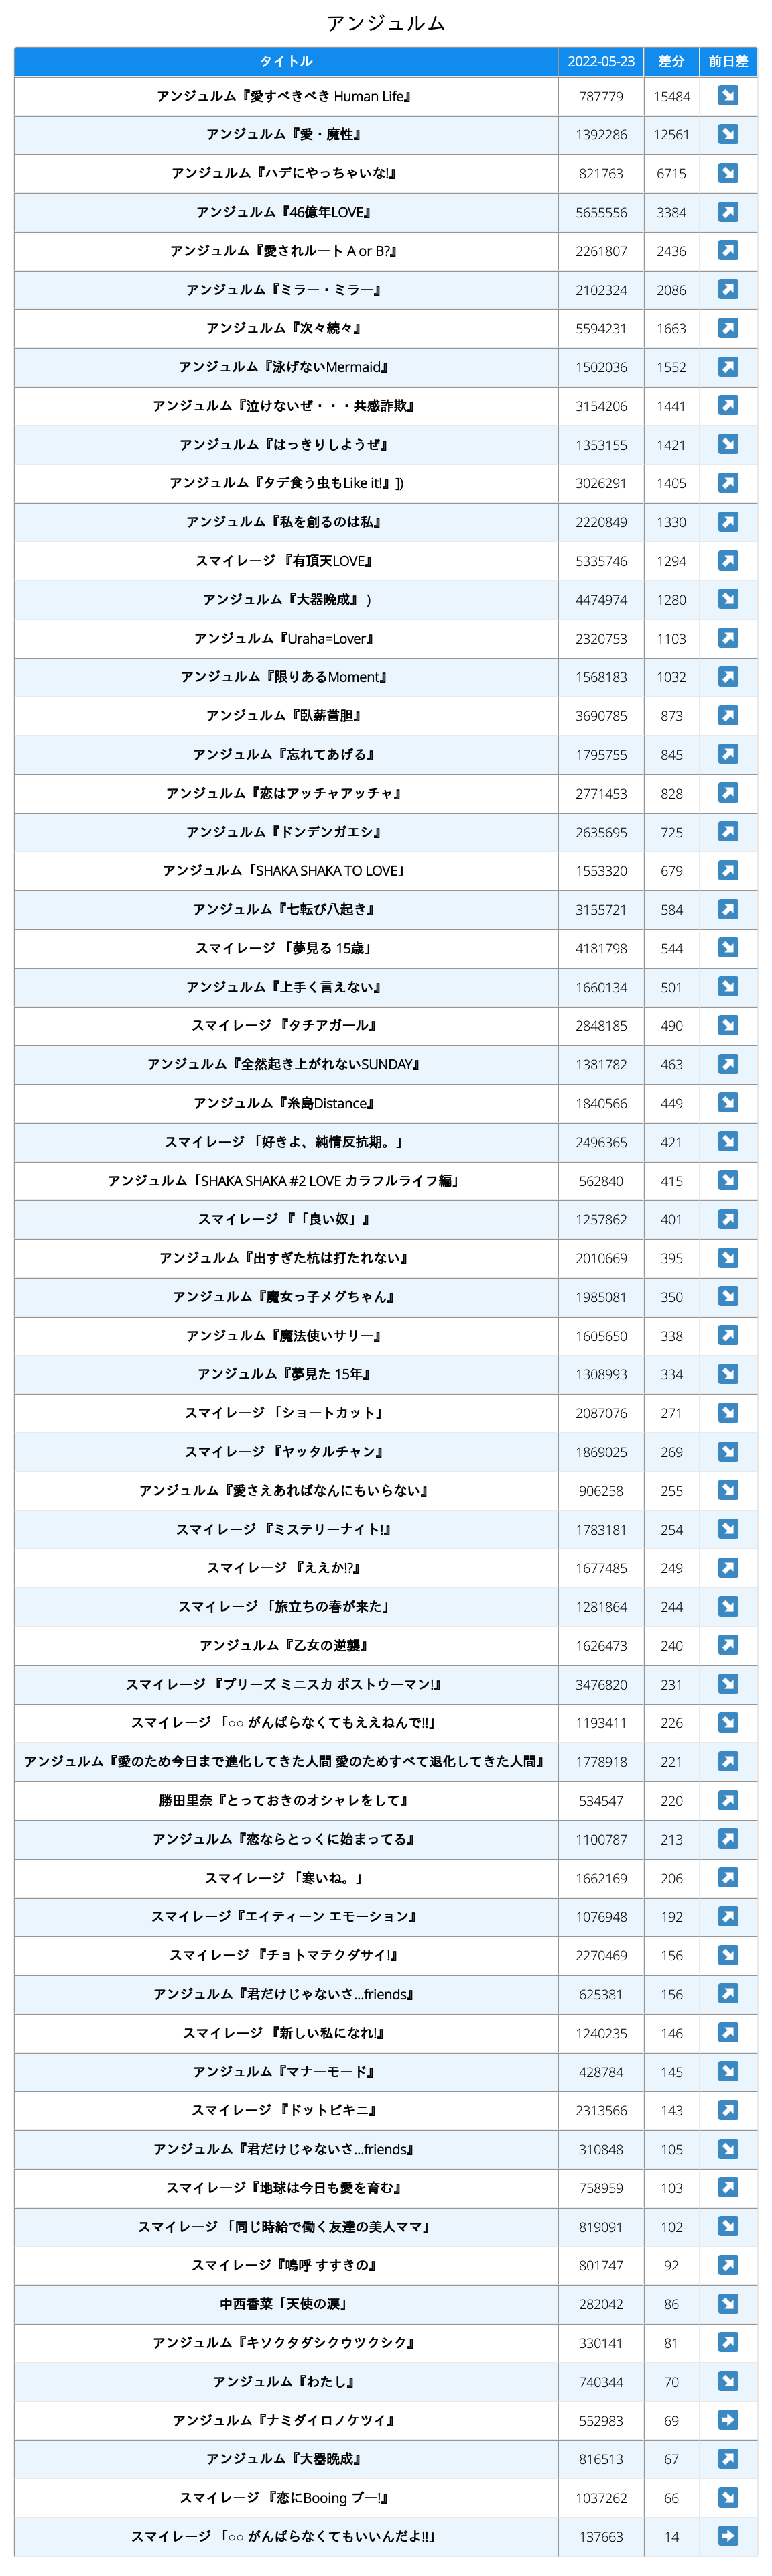 アンジュルム
タイトル 2022-05-23 差分 前日差
アンジュルム『愛すべきべき Human Life』 787779 15484 ↘
アンジュルム『愛・魔性』 1392286 12561 ↘
アンジュルム『ハデにやっちゃいな!』 821763 6715 ↘
アンジュルム『46億年LOVE』 5655556 3384 ↗
アンジュルム『愛されルート A or B?』 2261807 2436 ↗
アンジュルム『ミラー・ミラー』 2102324 2086 ↗
アンジュルム『次々続々』 5594231 1663 ↗
アンジュルム『泳げないMermaid』 1502036 1552 ↗
アンジュルム『泣けないぜ・・・共感詐欺』 3154206 1441 ↗
アンジュルム『はっきりしようぜ』 1353155 1421 ↘
アンジュルム『タデ食う虫もLike it!』]) 3026291 1405 ↗
アンジュルム『私を創るのは私』 2220849 1330 ↗
スマイレージ 『有頂天LOVE』 5335746 1294 ↗
アンジュルム『大器晩成』 ) 4474974 1280 ↘
アンジュルム『Uraha=Lover』 2320753 1103 ↗
アンジュルム『限りあるMoment』 1568183 1032 ↗
アンジュルム『臥薪嘗胆』 3690785 873 ↗
アンジュルム『忘れてあげる』 1795755 845 ↗
アンジュルム『恋はアッチャアッチャ』 2771453 828 ↗
アンジュルム『ドンデンガエシ』 2635695 725 ↗
アンジュルム「SHAKA SHAKA TO LOVE」 1553320 679 ↗
アンジュルム『七転び八起き』 3155721 584 ↗
スマイレージ 「夢見る 15歳」 4181798 544 ↘
アンジュルム『上手く言えない』 1660134 501 ↘
スマイレージ 『タチアガール』 2848185 490 ↘
アンジュルム『全然起き上がれないSUNDAY』 1381782 463 ↗
アンジュルム『糸島Distance』 1840566 449 ↘
スマイレージ 「好きよ、純情反抗期。」 2496365 421 ↘
アンジュルム「SHAKA SHAKA #2 LOVE カラフルライフ編」 562840 415 ↘
スマイレージ 『「良い奴」』 1257862 401 ↗
アンジュルム『出すぎた杭は打たれない』 2010669 395 ↘
アンジュルム『魔女っ子メグちゃん』 1985081 350 ↘
アンジュルム『魔法使いサリー』 1605650 338 ↗
アンジュルム『夢見た 15年』 1308993 334 ↘
スマイレージ 「ショートカット」 2087076 271 ↘
スマイレージ 『ヤッタルチャン』 1869025 269 ↘
アンジュルム『愛さえあればなんにもいらない』 906258 255 ↘
スマイレージ 『ミステリーナイト!』 1783181 254 ↘
スマイレージ 『ええか!?』 1677485 249 ↗
スマイレージ 「旅立ちの春が来た」 1281864 244 ↘
アンジュルム『乙女の逆襲』 1626473 240 ↗
スマイレージ 『プリーズ ミニスカ ポストウーマン!』 3476820 231 ↘
スマイレージ 「○○ がんばらなくてもええねんで!!」 1193411 226 ↘
アンジュルム『愛のため今日まで進化してきた人間 愛のためすべて退化してきた人間』 1778918 221 ↗
勝田里奈『とっておきのオシャレをして』 534547 220 ↗
アンジュルム『恋ならとっくに始まってる』 1100787 213 ↗
スマイレージ 「寒いね。」 1662169 206 ↗
スマイレージ『エイティーン エモーション』 1076948 192 ↗
スマイレージ 『チョトマテクダサイ!』 2270469 156 ↘
アンジュルム『君だけじゃないさ...friends』 625381 156 ↗
スマイレージ 『新しい私になれ!』 1240235 146 ↗
アンジュルム『マナーモード』 428784 145 ↘
スマイレージ 『ドットビキニ』 2313566 143 ↗
アンジュルム『君だけじゃないさ...friends』 310848 105 ↘
スマイレージ『地球は今日も愛を育む』 758959 103 ↗
スマイレージ 「同じ時給で働く友達の美人ママ」 819091 102 ↘
スマイレージ『嗚呼 すすきの』 801747 92 ↗
中西香菜「天使の涙」 282042 86 ↘
アンジュルム『キソクタダシクウツクシク』 330141 81 ↗
アンジュルム『わたし』 740344 70 ↘
アンジュルム『ナミダイロノケツイ』 552983 69 →
アンジュルム『大器晩成』 816513 67 ↗
スマイレージ 『恋にBooing ブー!』 1037262 66 ↘
スマイレージ 「○○ がんばらなくてもいいんだよ!!」 137663 14 →